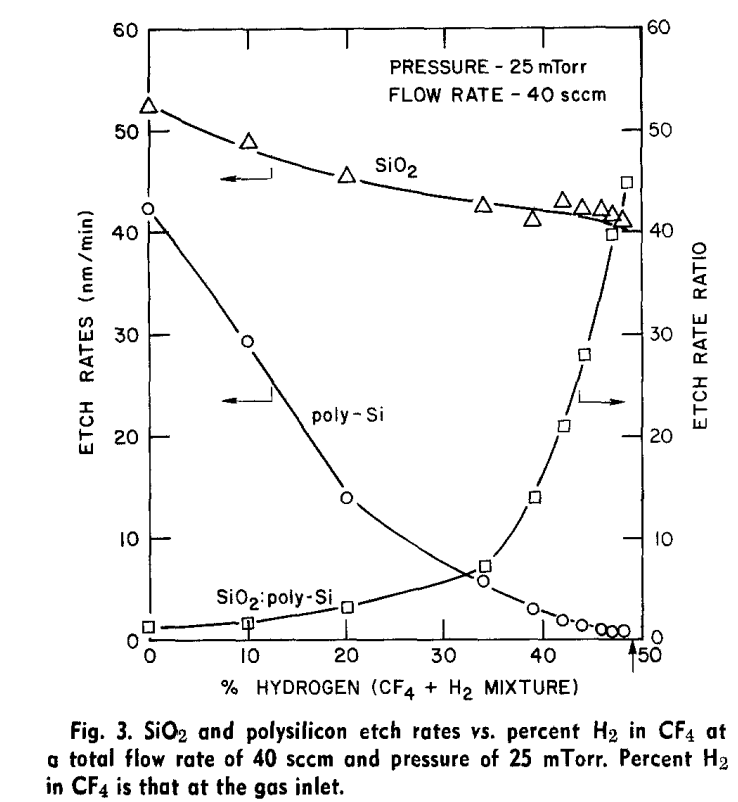 60
50
40
30
20
10
0
60
50
40
30
20
10
0
PRESSURE - 25 mTorr
FLOW RATE - 40 sccm
SiO₂
poly-Si
SiO₂:poly-Si
ETCH RATES (nm/min)
ETCH RATE RATIO
0 10 20 30 40 50
% HYDROGEN (CF₄ + H₂ MIXTURE)
Fig. 3. SiO₂ and polysilicon etch rates vs. percent H₂ in CF₄ at
a total flow rate of 40 sccm and pressure of 25 mTorr. Percent H₂
in CF₄ is that at the gas inlet.